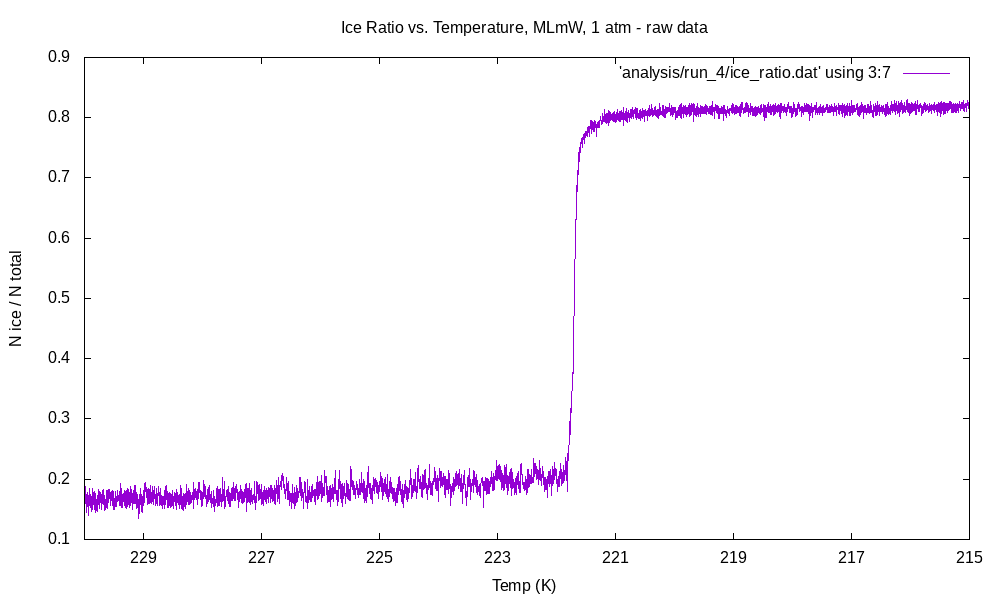 Ice Ratio vs. Temperature, MLmW, 1 atm - raw data
'analysis/run_4/ice_ratio.dat' using 3:7
N ice / N total
0.9
0.8
0.7
0.6
0.5
0.4
0.3
0.2
0.1
229 227 225 223 221 219 217 215
Temp (K)